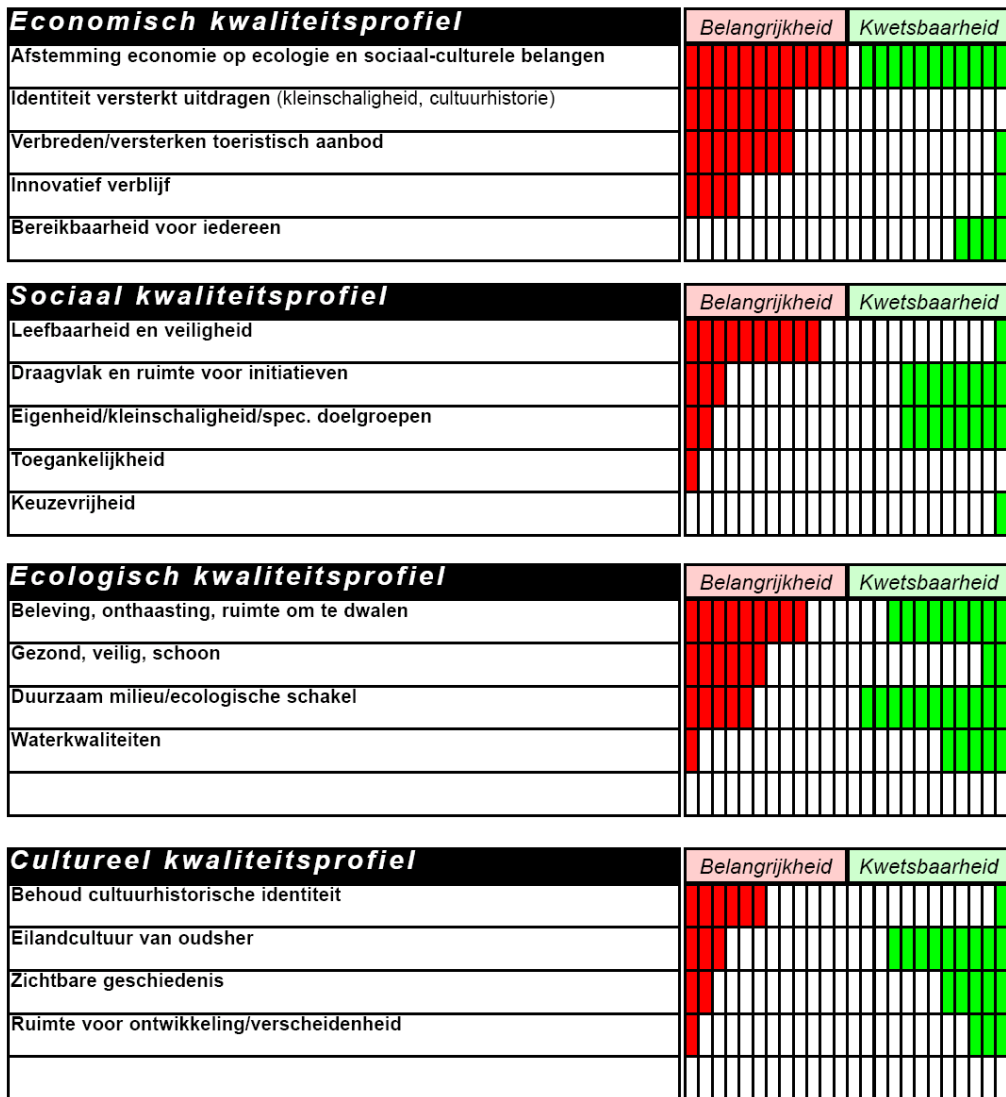 Economisch kwaliteitsprofiel
Belangrijkheid Kwetsbaarheid
Afstemming economie op ecologie en sociaal-culturele belangen
Identiteit versterkt uitdragen (kleinschaligheid, cultuurhistorie)
Verbreden/versterken toeristisch aanbod
Innovatief verblijf
Bereikbaarheid voor iedereen
Sociaal kwaliteitsprofiel
Belangrijkheid Kwetsbaarheid
Leefbaarheid en veiligheid
Draagvlak en ruimte voor initiatieven
Eigenheid/kleinschaligheid/spec. doelgroepen
Toegankelijkheid
Keuzevrijheid
Ecologisch kwaliteitsprofiel
Belangrijkheid Kwetsbaarheid
Beleving, onthaasting, ruimte om te dwalen
Gezond, veilig, schoon
Duurzaam milieu/ecologische schakel
Waterkwaliteiten
Cultureel kwaliteitsprofiel
Belangrijkheid Kwetsbaarheid
Behoud cultuurhistorische identiteit
Eilandcultuur van oudsher
Zichtbare geschiedenis
Ruimte voor ontwikkeling/verscheidenheid